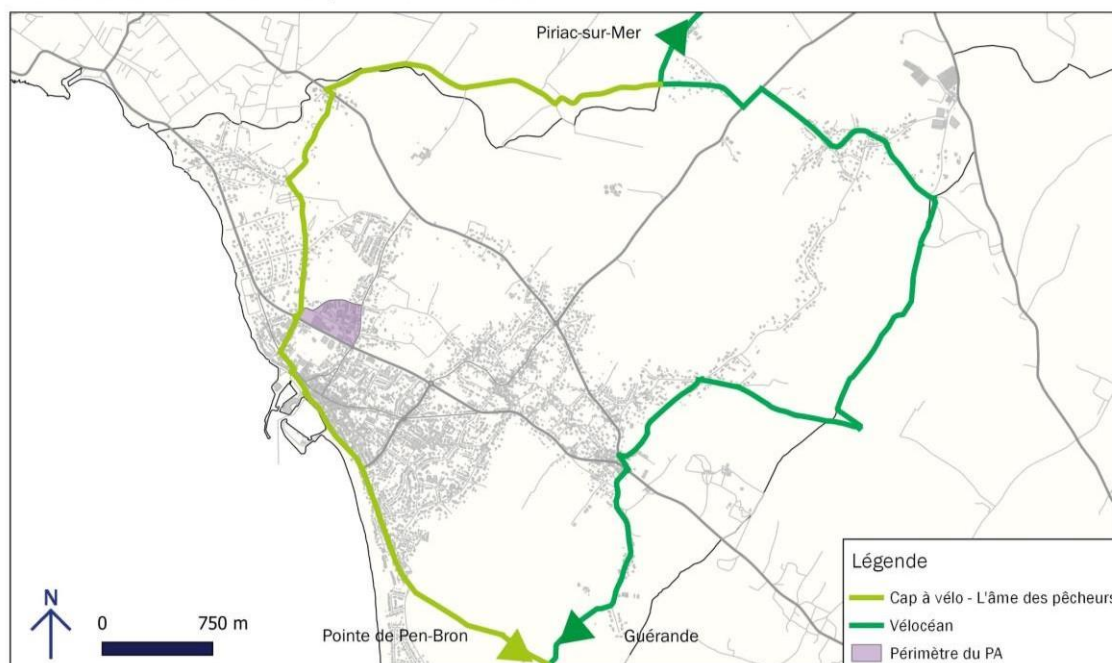 Piriac-sur-Mer
Légende
Cap à vélo - L'âme des pêcheurs
Vélocéan
Périmètre du PA
N
0 750 m
Pointe de Pen-Bron
Guérande